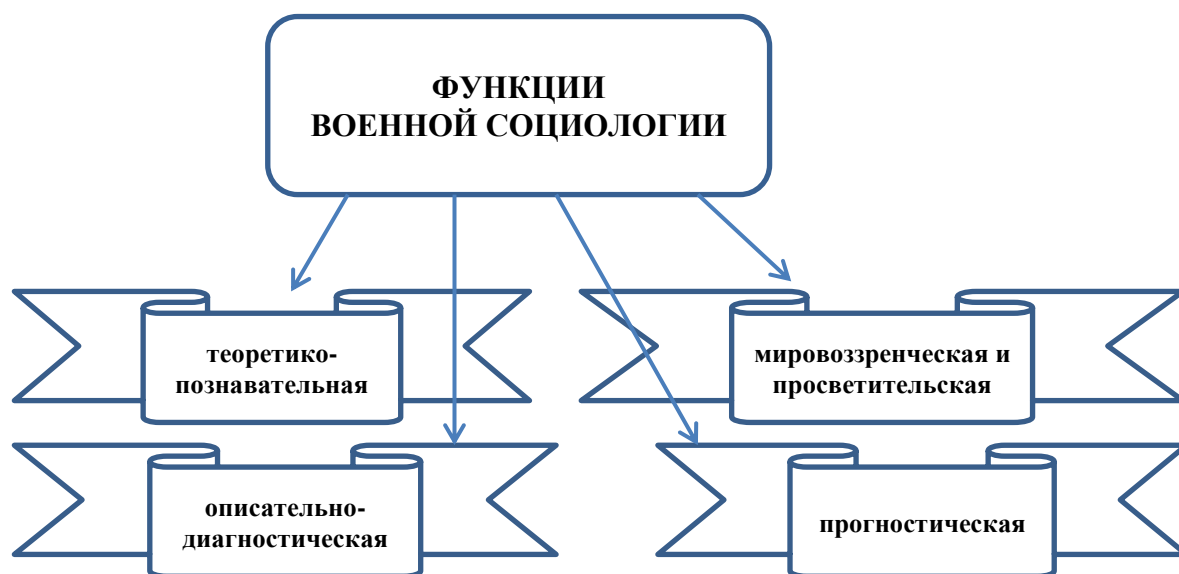 ФУНКЦИИ
ВОЕННОЙ СОЦИОЛОГИИ
теоретико-
познавательная
мировоззренческая и
просветительская
описательно-
диагностическая
прогностическая